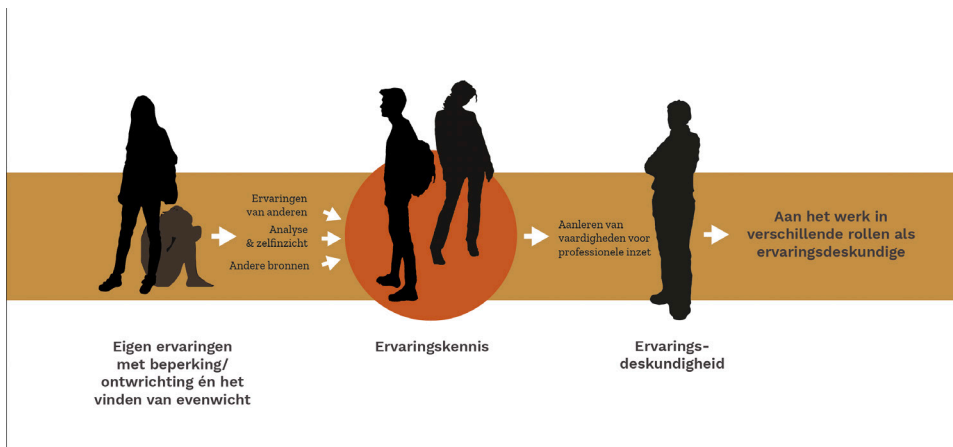 Ervaringen
van anderen
Analyse
& zelfinzicht
Andere bronnen
Aanleren van
vaardigheden voor
professionele inzet
Aan het werk in
verschillende rollen als
ervaringsdeskundige
Eigen ervaringen
met beperking/
ontwrichting én het
vinden van evenwicht
Ervaringskennis
Ervarings-
deskundigheid